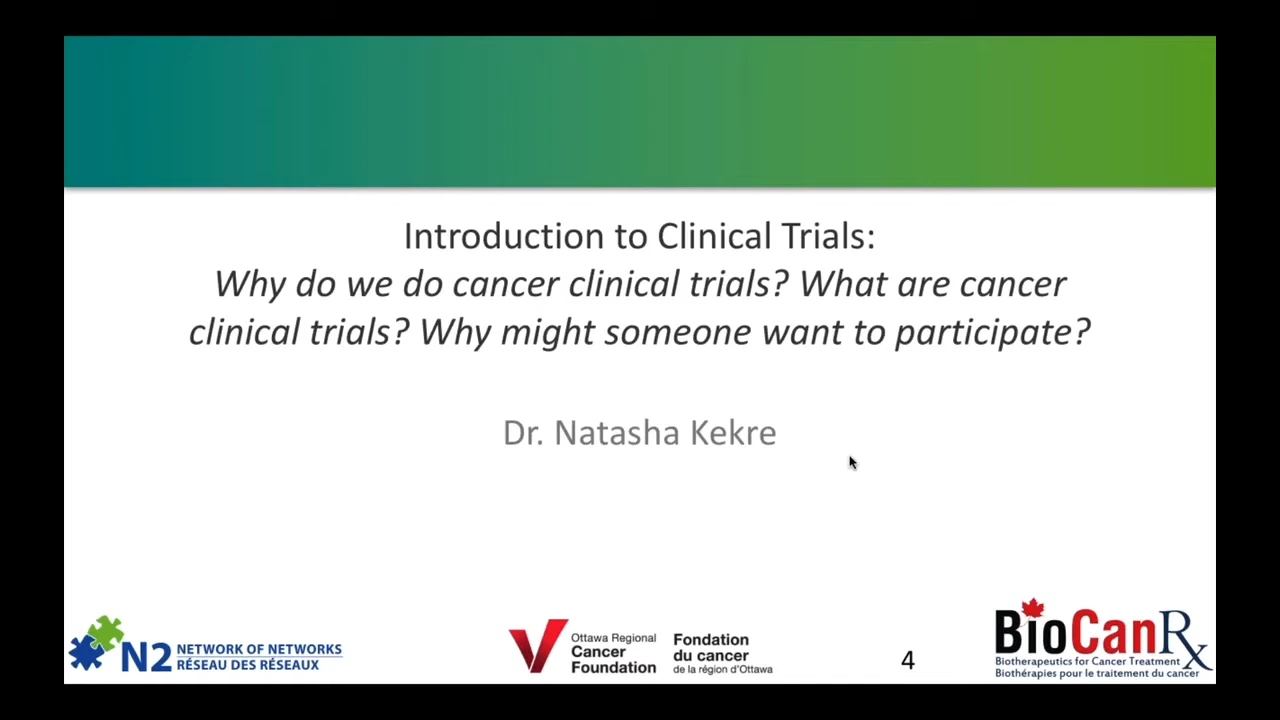 Introduction to Clinical Trials:
Why do we do cancer clinical trials? What are cancer
clinical trials? Why might someone want to participate?
Dr. Natasha Kekre
N2 NETWORK OF NETWORKS
RÉSEAU DES RÉSEAUX
Ottawa Regional
Cancer
Foundation
Fondation
du cancer
de la région d'Ottawa
4
BioCanRx
Biotherapeutics for Cancer Treatment
Biothérapies pour le traitement du cancer